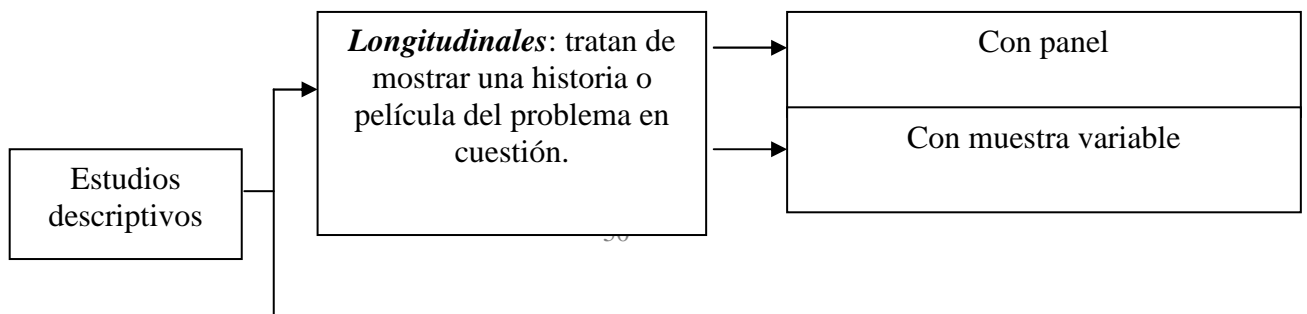 Longitudinales: tratan de
mostrar una historia o
película del problema en
cuestión.
Con panel
Con muestra variable
Estudios
descriptivos